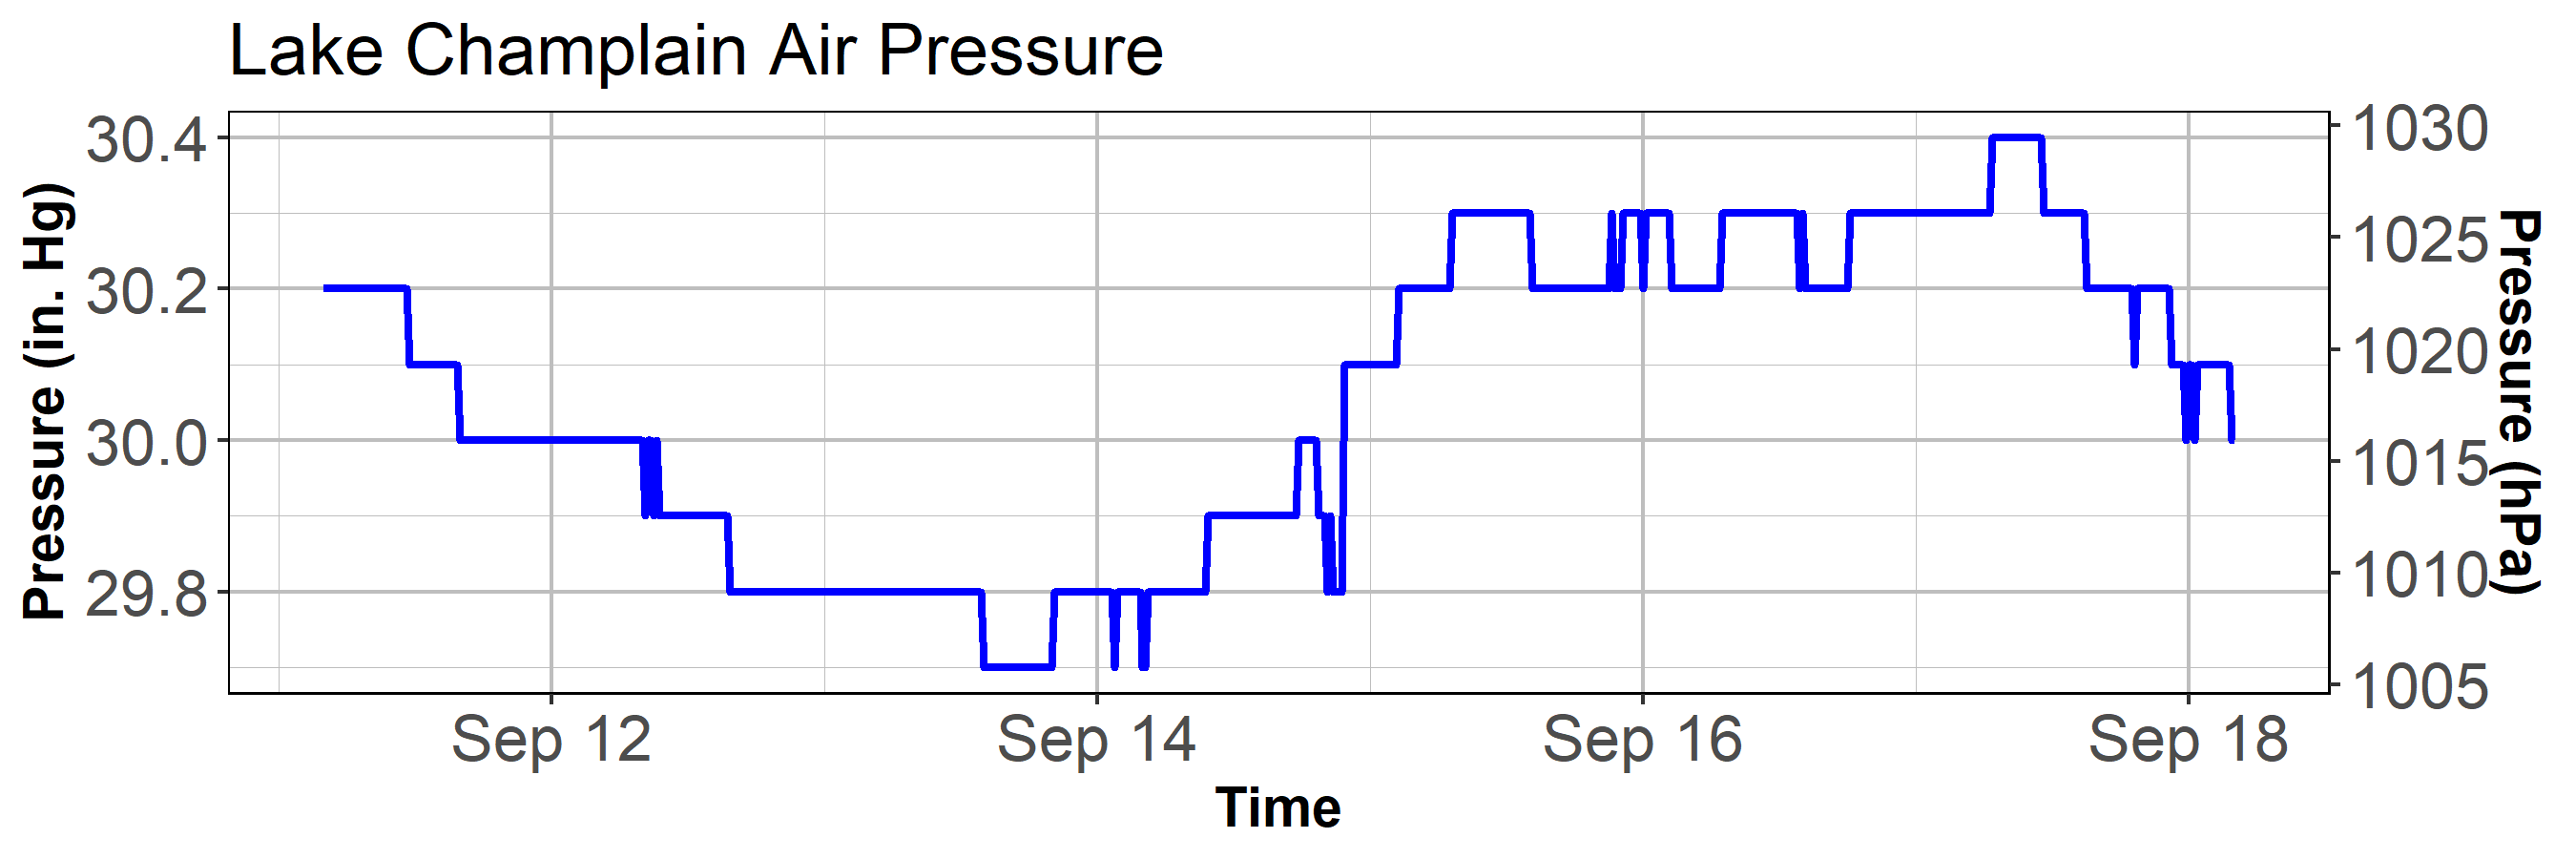 Lake Champlain Air Pressure
30.4
30.2
30.0
29.8
Pressure (in. Hg)
1030
1025
1020
1015
1010
1005
Pressure (hPa)
Sep 12
Sep 14
Sep 16
Sep 18
Time